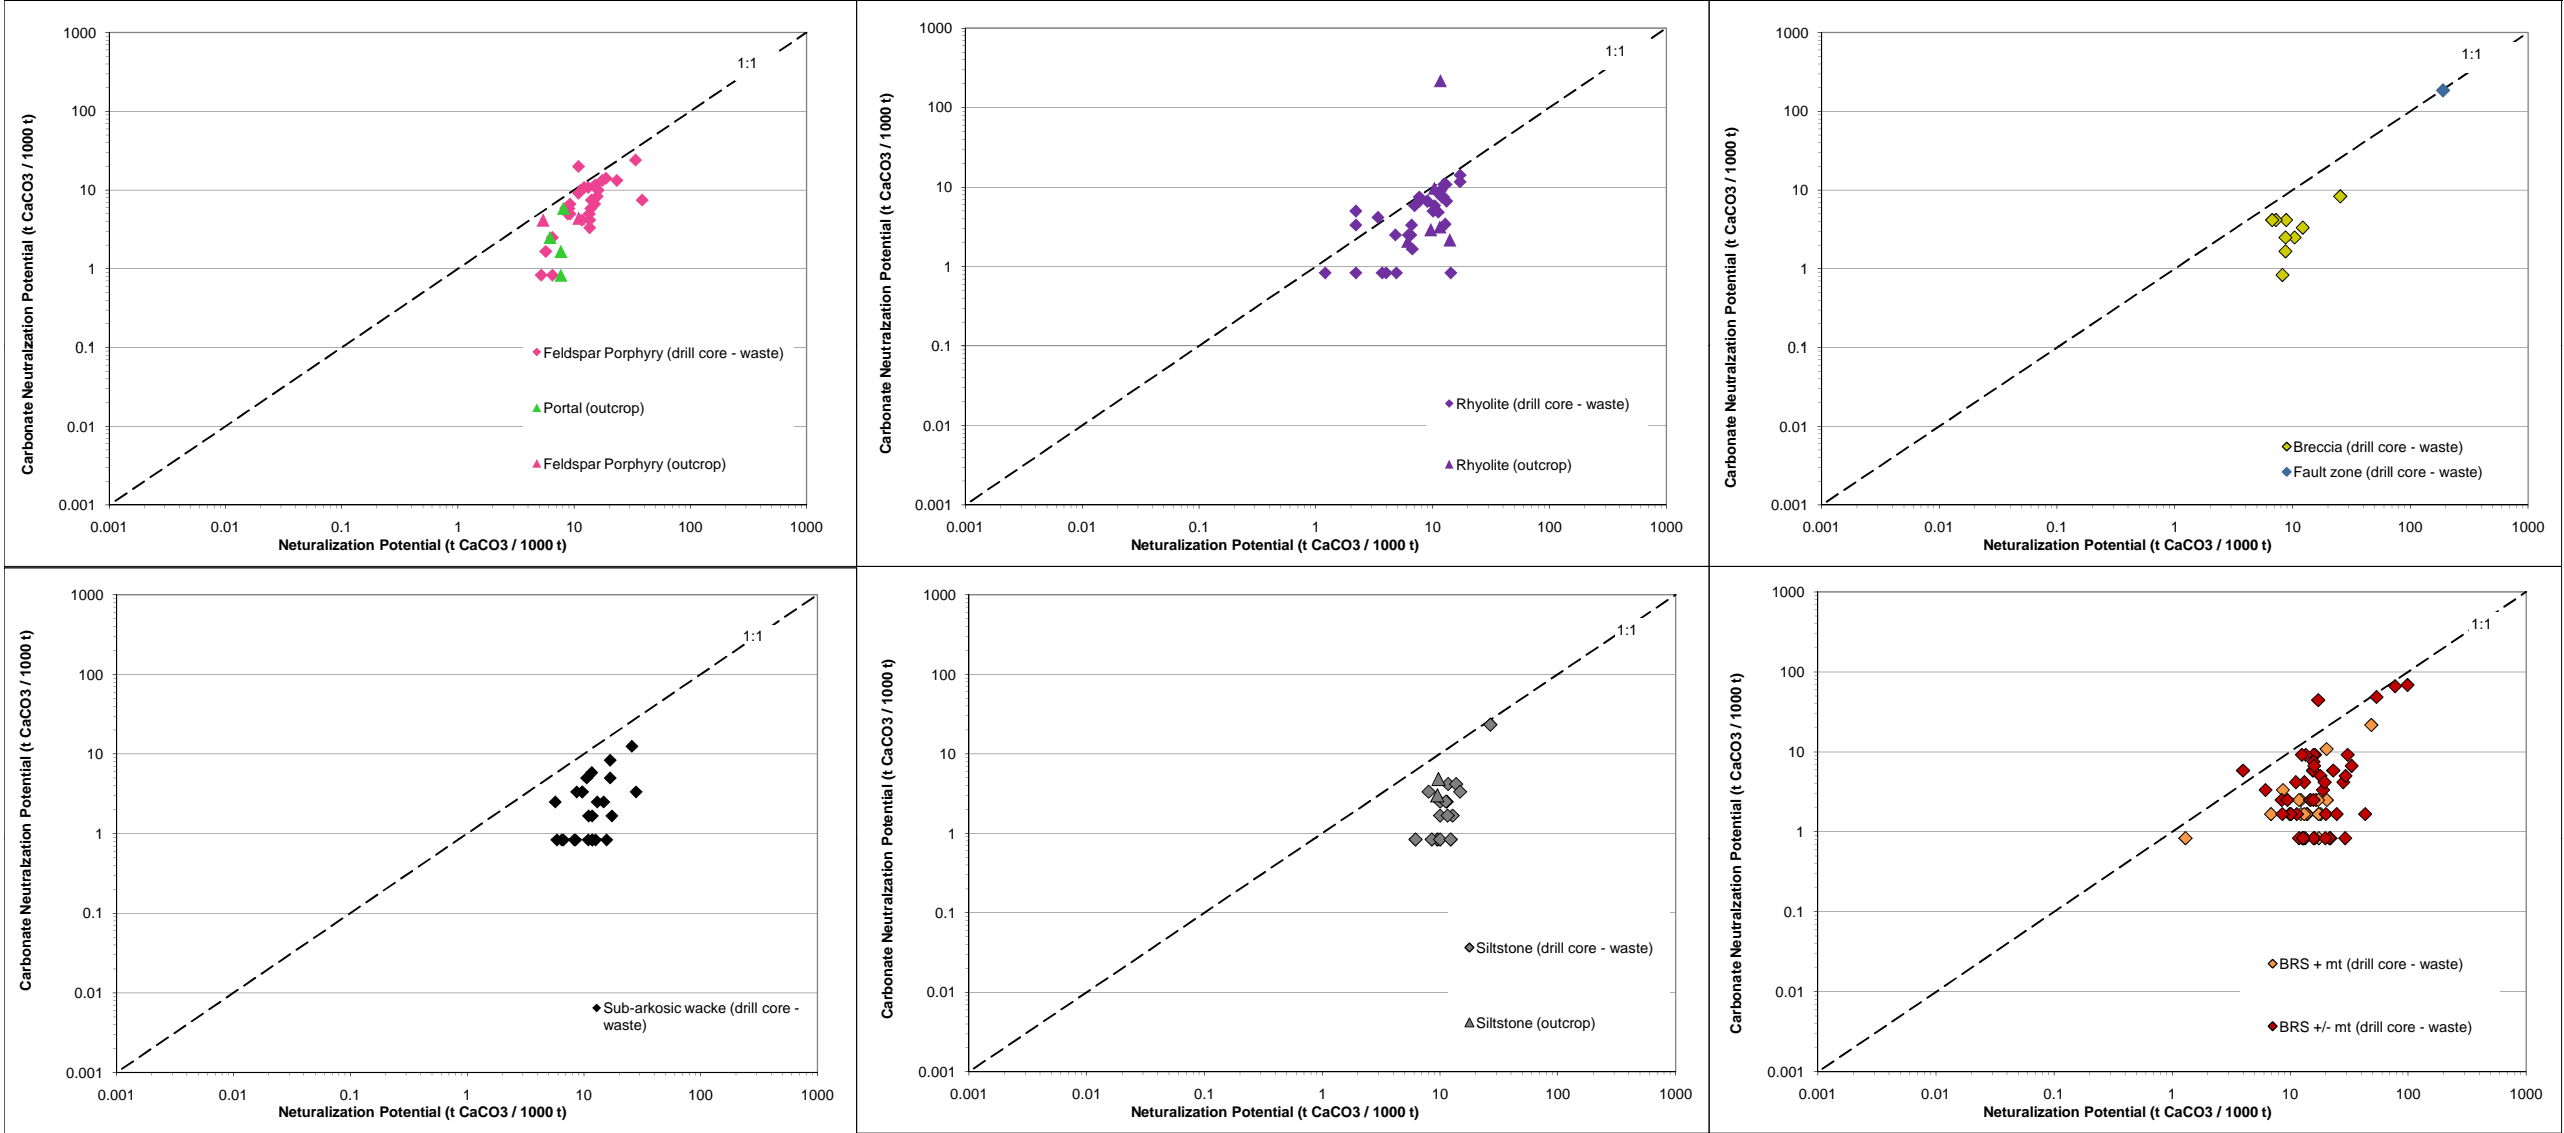 Carbonate Neutralzation Potential (t CaCO3 / 1000 t)
1000
100
10
1
0.1
0.01
0.001
1:1
Feldspar Porphyry (drill core - waste)
Portal (outcrop)
Feldspar Porphyry (outcrop)
0.001 0.01 0.1 1 10 100 1000
Neturalization Potential (t CaCO3 / 1000 t)
Carbonate Neutralzation Potential (t CaCO3 / 1000 t)
1000
100
10
1
0.1
0.01
0.001
1:1
Rhyolite (drill core - waste)
Rhyolite (outcrop)
0.001 0.01 0.1 1 10 100 1000
Neturalization Potential (t CaCO3 / 1000 t)
Carbonate Neutralzation Potential (t CaCO3 / 1000 t)
1000
100
10
1
0.1
0.01
0.001
1:1
Breccia (drill core - waste)
Fault zone (drill core - waste)
0.001 0.01 0.1 1 10 100 1000
Neturalization Potential (t CaCO3 / 1000 t)
Carbonate Neutralzation Potential (t CaCO3 / 1000 t)
1000
100
10
1
0.1
0.01
0.001
1:1
Sub-arkosic wacke (drill core -
waste)
0.001 0.01 0.1 1 10 100 1000
Neturalization Potential (t CaCO3 / 1000 t)
Carbonate Neutralzation Potential (t CaCO3 / 1000 t)
1000
100
10
1
0.1
0.01
0.001
1:1
Siltstone (drill core - waste)
Siltstone (outcrop)
0.001 0.01 0.1 1 10 100 1000
Neturalization Potential (t CaCO3 / 1000 t)
Carbonate Neutralzation Potential (t CaCO3 / 1000 t)
1000
100
10
1
0.1
0.01
0.001
1:1
BRS + mt (drill core - waste)
BRS +/- mt (drill core - waste)
0.001 0.01 0.1 1 10 100 1000
Neturalization Potential (t CaCO3 / 1000 t)